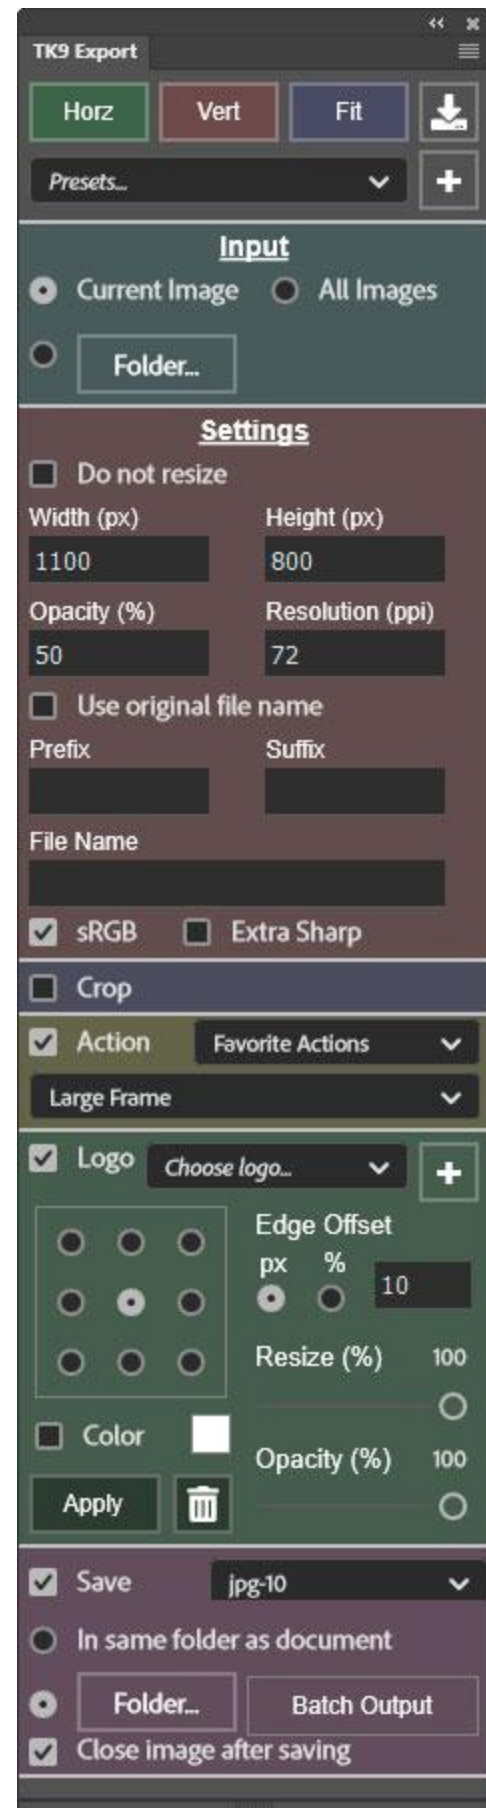 TK9 Export
Horz Vert Fit
Presets...
Input
Current Image All Images
Folder...
Settings
Do not resize
Width (px) Height (px)
1100 800
Opacity (%) Resolution (ppi)
50 72
Use original file name
Prefix Suffix
File Name
sRGB Extra Sharp
Crop
Action Favorite Actions
Large Frame
Logo Choose logo...
Edge Offset
px %
10
Resize (%) 100
Color
Opacity (%) 100
Apply
Save jpg-10
In same folder as document
Folder... Batch Output
Close image after saving